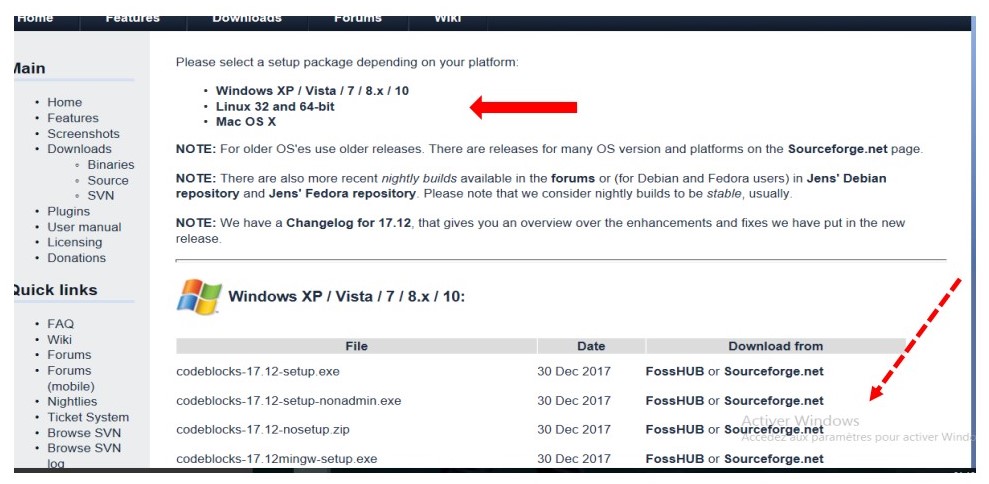 Home Features Downloads Forums Wiki
Main
• Home
• Features
• Screenshots
• Downloads
◦ Binaries
◦ Source
◦ SVN
• Plugins
• User manual
• Licensing
• Donations
Quick links
• FAQ
• Wiki
• Forums
• Forums
(mobile)
• Nightlies
• Ticket System
• Browse SVN
• Browse SVN
log
Please select a setup package depending on your platform:
• Windows XP / Vista / 7 / 8.x / 10
• Linux 32 and 64-bit
• Mac OS X
NOTE: For older OS'es use older releases. There are releases for many OS version and platforms on the Sourceforge.net page.
NOTE: There are also more recent nightly builds available in the forums or (for Debian and Fedora users) in Jens' Debian
repository and Jens' Fedora repository. Please note that we consider nightly builds to be stable, usually.
NOTE: We have a Changelog for 17.12, that gives you an overview over the enhancements and fixes we have put in the new
release.
Windows XP / Vista / 7 / 8.x / 10:
File Date Download from
codeblocks-17.12-setup.exe 30 Dec 2017 FossHUB or Sourceforge.net
codeblocks-17.12-setup-nonadmin.exe 30 Dec 2017 FossHUB or Sourceforge.net
codeblocks-17.12-nosetup.zip 30 Dec 2017 FossHUB or Sourceforge.net
codeblocks-17.12mingw-setup.exe 30 Dec 2017 FossHUB or Sourceforge.net
Activer Windows
Accédez aux paramètres pour activer Windo